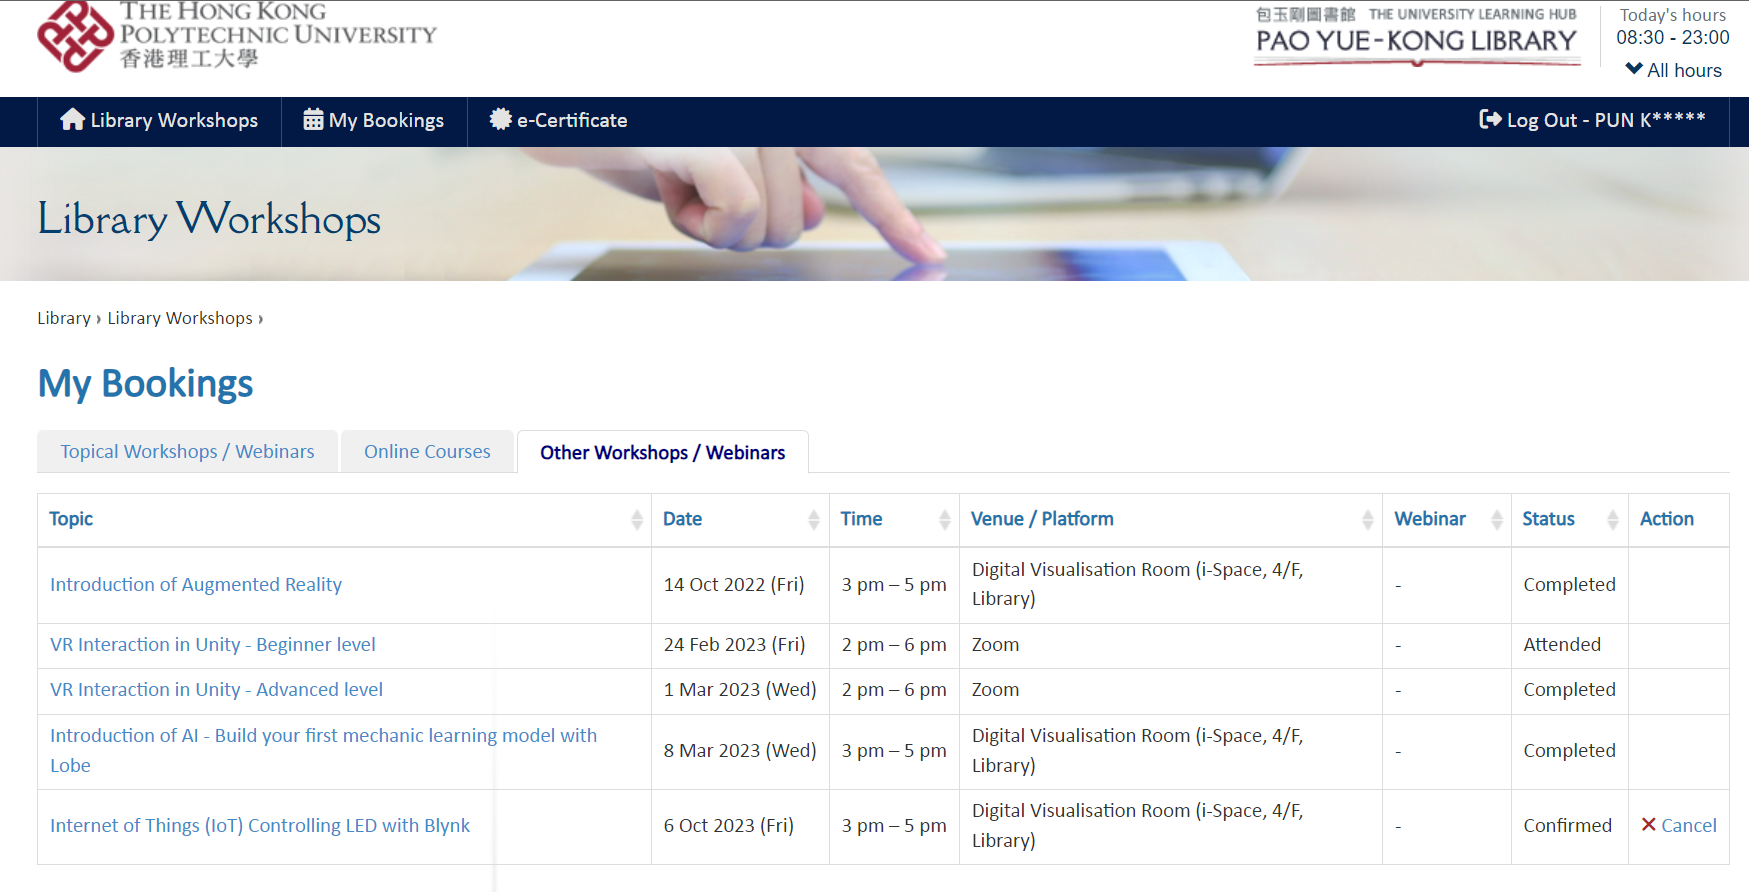 THE HONG KONG
POLYTECHNIC UNIVERSITY
香港理工大學
包玉剛圖書館 THE UNIVERSITY LEARNING HUB
PAO YUE-KONG LIBRARY
Today's hours
08:30 - 23:00
All hours
Library Workshops My Bookings e-Certificate Log Out - PUN K*****
Library Workshops
Library › Library Workshops ›
My Bookings
Topical Workshops / Webinars Online Courses Other Workshops / Webinars
Topic Date Time Venue / Platform Webinar Status Action
Introduction of Augmented Reality 14 Oct 2022 (Fri) 3 pm – 5 pm Digital Visualisation Room (i-Space, 4/F, - Completed
Library)
VR Interaction in Unity - Beginner level 24 Feb 2023 (Fri) 2 pm – 6 pm Zoom - Attended
VR Interaction in Unity - Advanced level 1 Mar 2023 (Wed) 2 pm – 6 pm Zoom - Completed
Introduction of AI - Build your first mechanic learning model with 8 Mar 2023 (Wed) 3 pm – 5 pm Digital Visualisation Room (i-Space, 4/F, - Completed
Lobe Library)
Internet of Things (IoT) Controlling LED with Blynk 6 Oct 2023 (Fri) 3 pm – 5 pm Digital Visualisation Room (i-Space, 4/F, - Confirmed Cancel
Library)